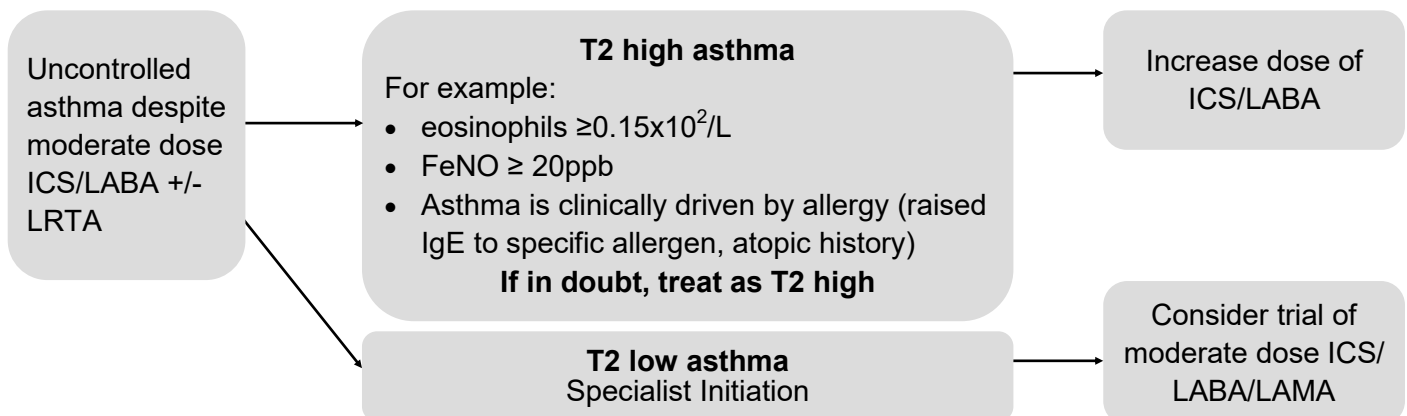 Uncontrolled
asthma despite
moderate dose
ICS/LABA +/-
LRTA
T2 high asthma
For example:
• eosinophils ≥0.15x10²/L
• FeNO ≥ 20ppb
• Asthma is clinically driven by allergy (raised
IgE to specific allergen, atopic history)
If in doubt, treat as T2 high
Increase dose of
ICS/LABA
T2 low asthma
Specialist Initiation
Consider trial of
moderate dose ICS/
LABA/LAMA